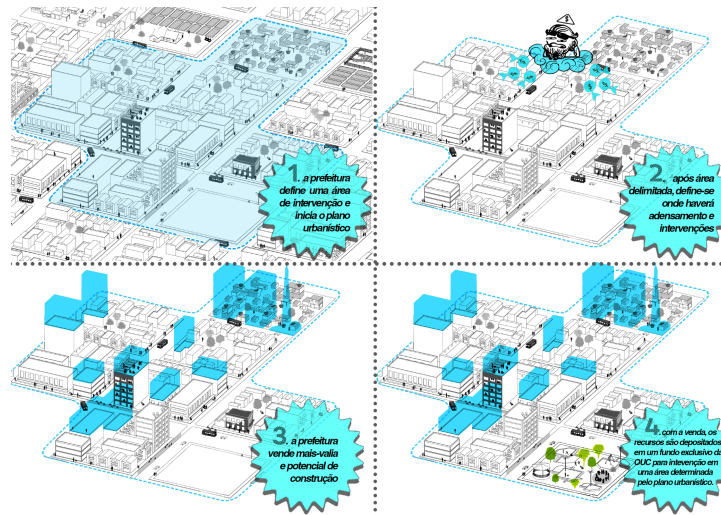 1. a prefeitura
define uma área
de intervenção e
inicia o plano
urbanístico
2. após área
delimitada, define-se
onde haverá
adensamento e
intervenções
3. a prefeitura
vende mais-valia
e potencial de
construção
4. com a venda, os
recursos são depositados
em um fundo exclusivo da
OUC para intevenção em
uma área determinada
pelo plano urbanístico.